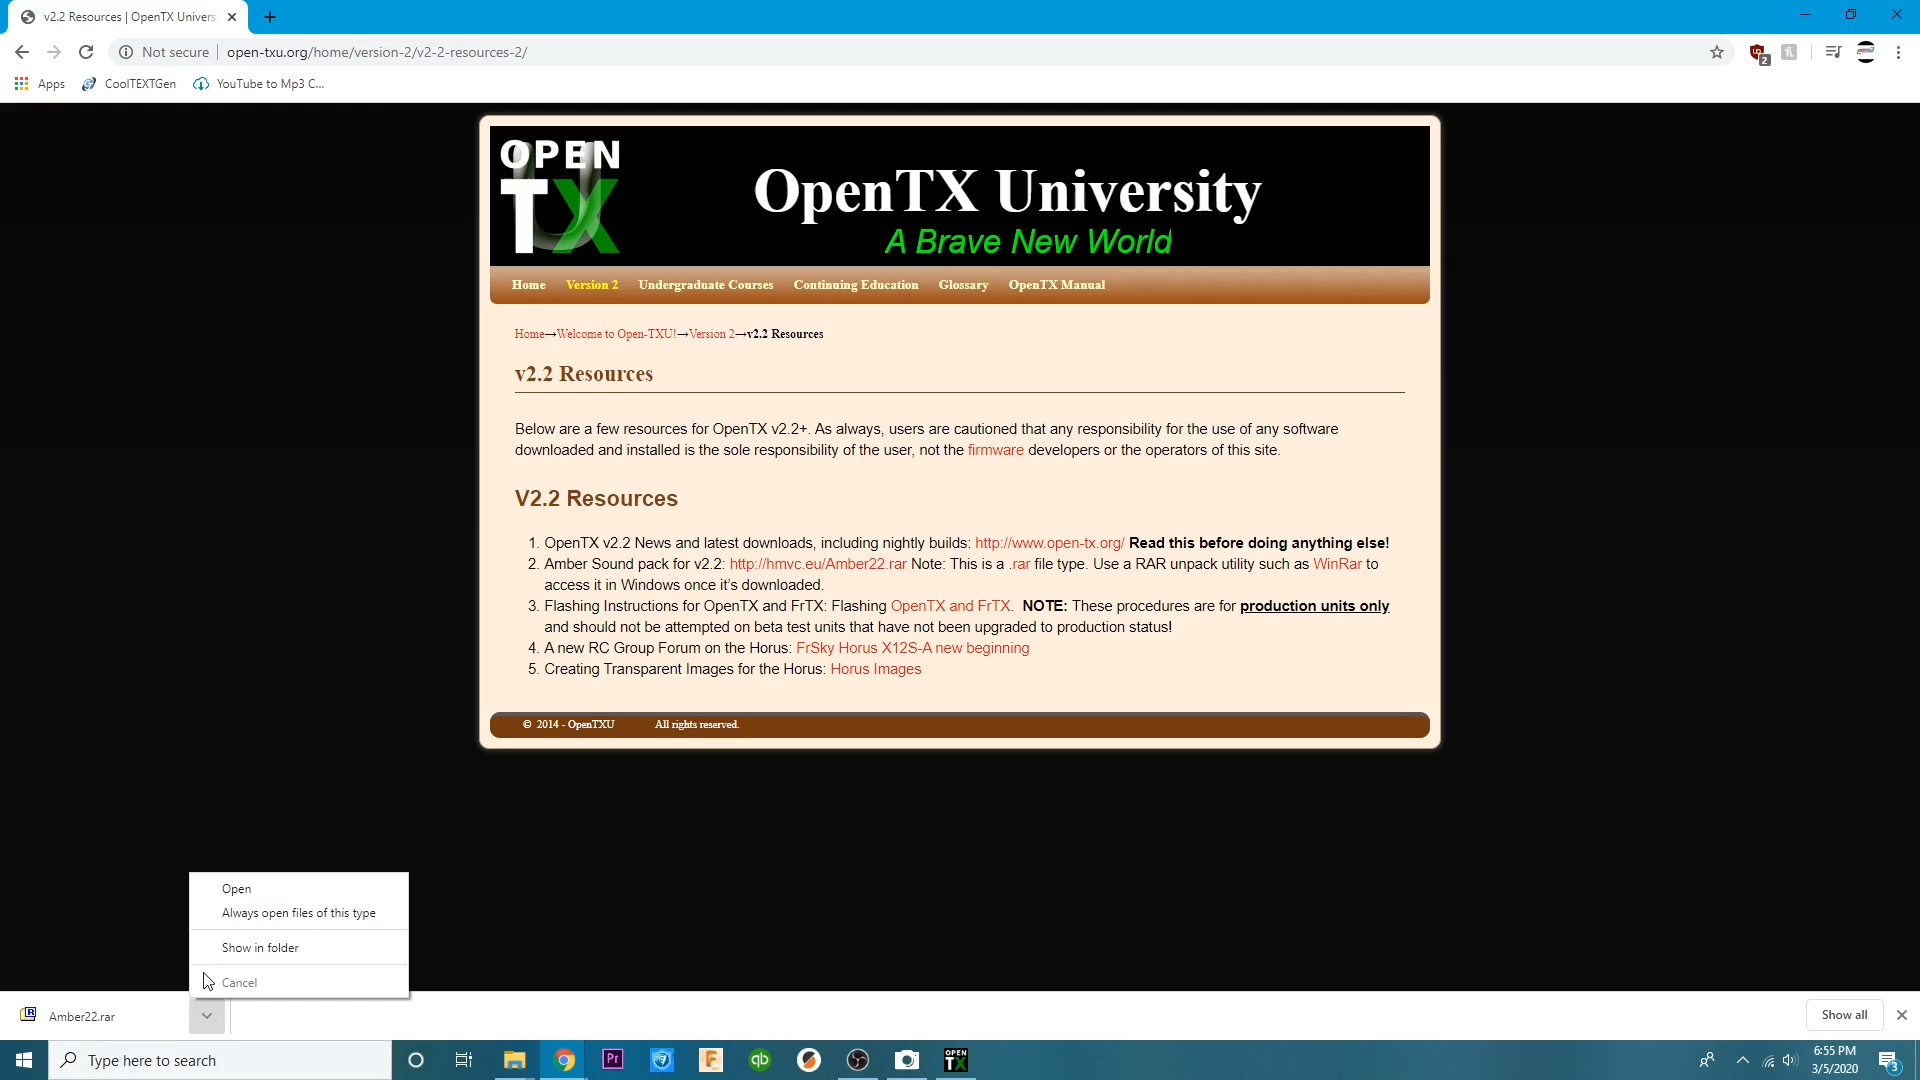 v2.2 Resources | OpenTX Univers
Not secure
open-txu.org/home/version-2/v2-2-resources-2/
2
Apps
CoolTEXTGen
YouTube to Mp3 C...
OPEN
TX
OpenTX University
A Brave New World
Home
Version 2
Undergraduate Courses
Continuing Education
Glossary
OpenTX Manual
Home→Welcome to Open-TXU!→Version 2→v2.2 Resources
v2.2 Resources
Below are a few resources for OpenTX v2.2+. As always, users are cautioned that any responsibility for the use of any software
downloaded and installed is the sole responsibility of the user, not the firmware developers or the operators of this site.
V2.2 Resources
1. OpenTX v2.2 News and latest downloads, including nightly builds: http://www.open-tx.org/ Read this before doing anything else!
2. Amber Sound pack for v2.2: http://hmvc.eu/Amber22.rar Note: This is a .rar file type. Use a RAR unpack utility such as WinRar to
access it in Windows once it's downloaded.
3. Flashing Instructions for OpenTX and FrTX: Flashing OpenTX and FrTX. NOTE: These procedures are for production units only
and should not be attempted on beta test units that have not been upgraded to production status!
4. A new RC Group Forum on the Horus: FrSky Horus X12S-A new beginning
5. Creating Transparent Images for the Horus: Horus Images
© 2014 - OpenTXU
All rights reserved.
Open
Always open files of this type
Show in folder
Cancel
Amber22.rar
Show all
Type here to search
Pr
F
qb
OPEN
TX
6:55 PM
3/5/2020
3